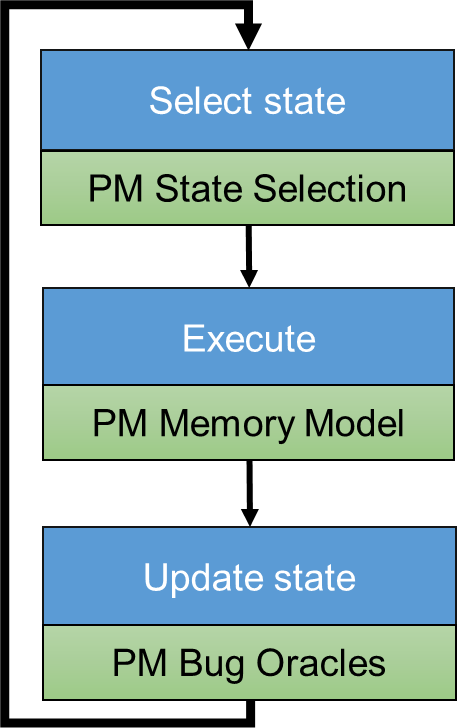 Select state
PM State Selection
Execute
PM Memory Model
Update state
PM Bug Oracles